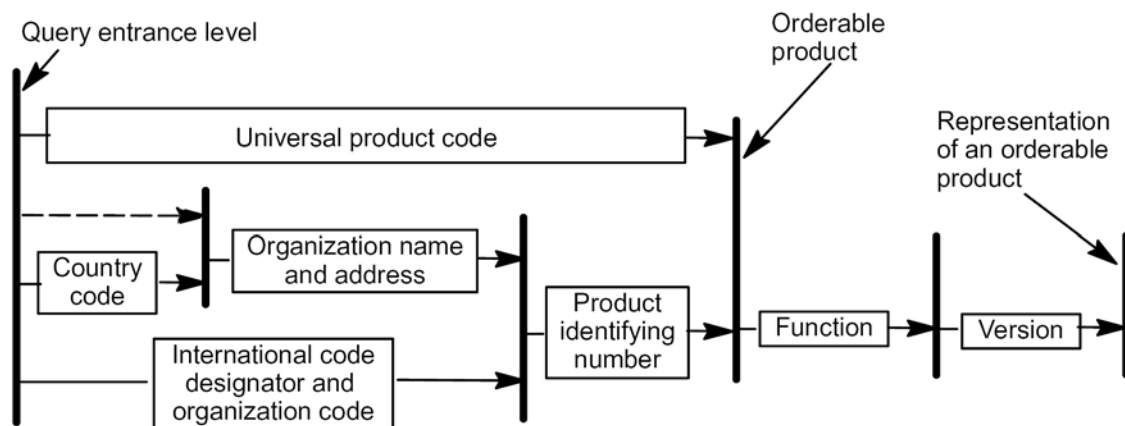 Query entrance level
Orderable
product
Universal product code
Representation
of an orderable
product
Organization name
and address
Country
code
Product
identifying
number
Function
Version
International code
designator and
organization code